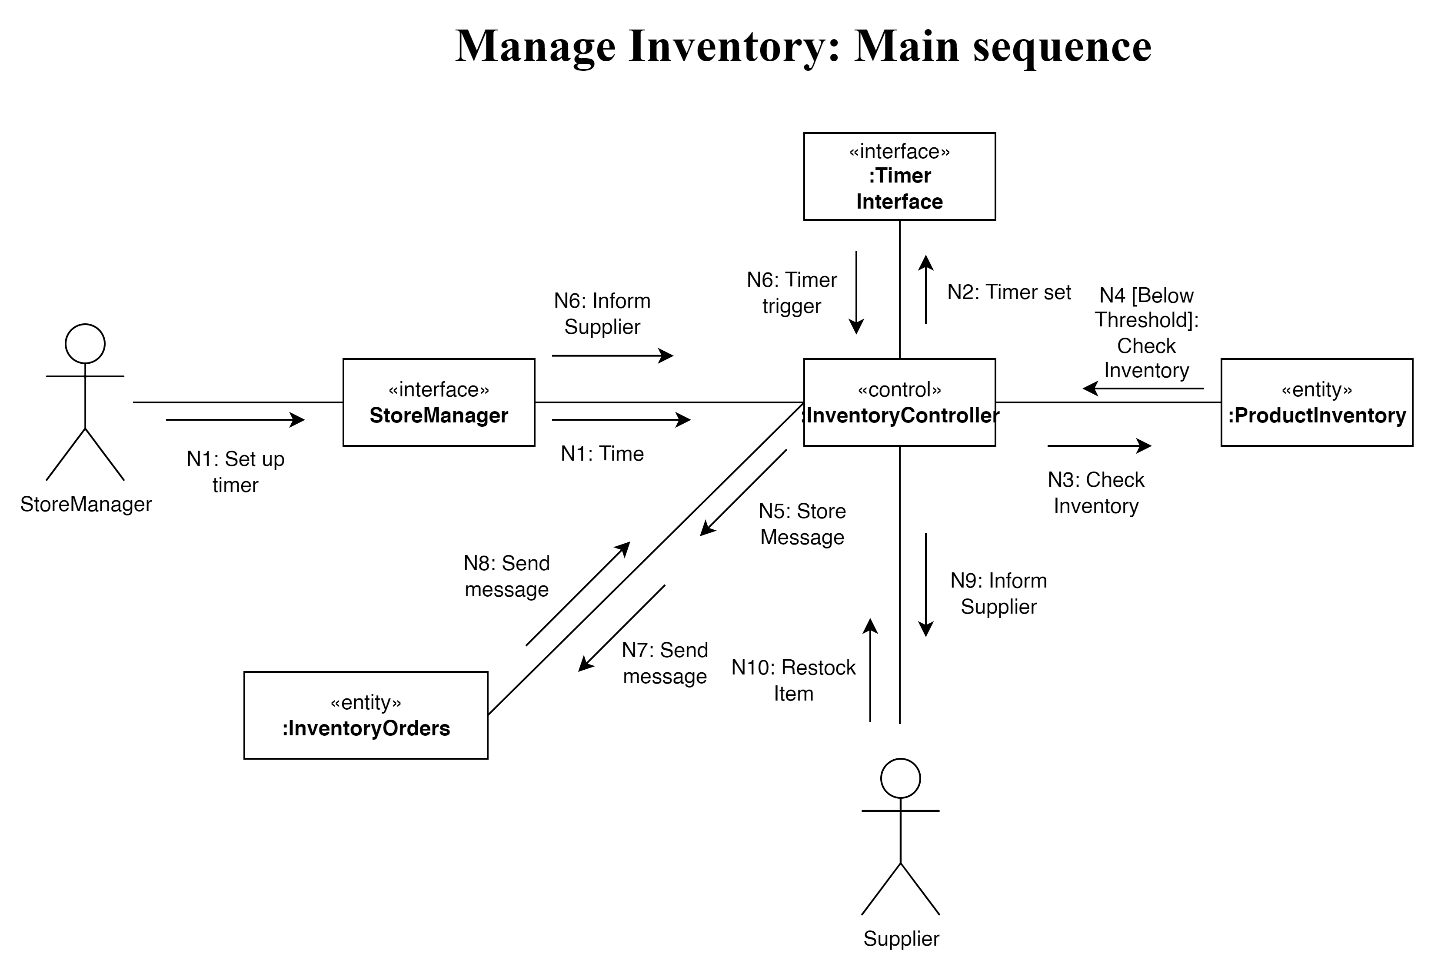 Manage Inventory: Main sequence
«interface»
:Timer
Interface
N6: Timer
trigger
N2: Timer set
N4 [Below
Threshold]:
Check
Inventory
N6: Inform
Supplier
«interface»
StoreManager
«control»
:InventoryController
«entity»
:ProductInventory
N1: Set up
timer
StoreManager
N1: Time
N3: Check
Inventory
N5: Store
Message
N8: Send
message
N9: Inform
Supplier
N7: Send
message
N10: Restock
Item
«entity»
:InventoryOrders
Supplier